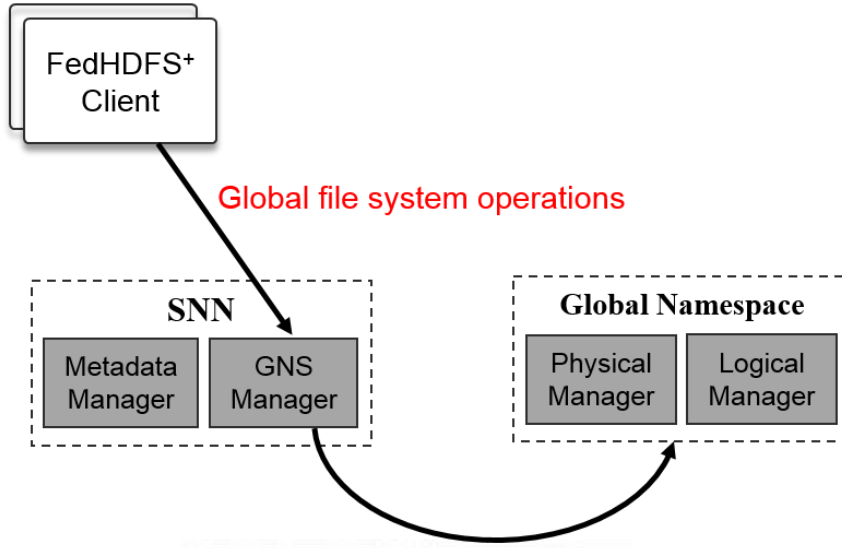 FedHDFS⁺
Client
Global file system operations
SNN
Metadata
Manager
GNS
Manager
Global Namespace
Physical
Manager
Logical
Manager